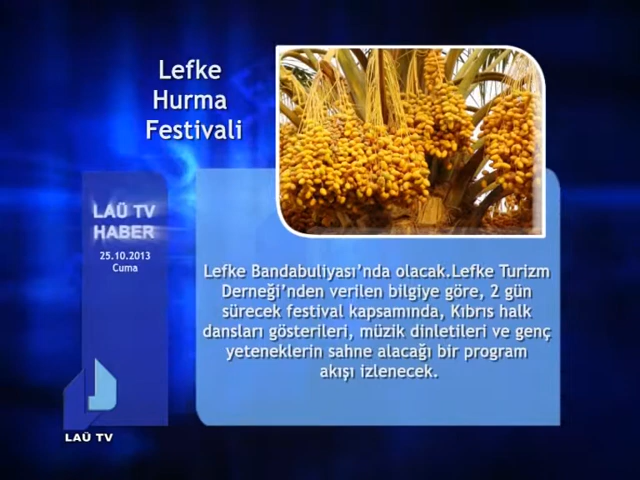 Lefke
Hurma
Festivali
LAÜ TV
HABER
25.10.2013
Cuma
Lefke Bandabuliyası'nda olacak.Lefke Turizm
Derneği'nden verilen bilgiye göre, 2 gün
sürecek festival kapsamında, Kıbrıs halk
dansları gösterileri, müzik dinletileri ve genç
yeteneklerin sahne alacağı bir program
akışı izlenecek.
LAÜ TV